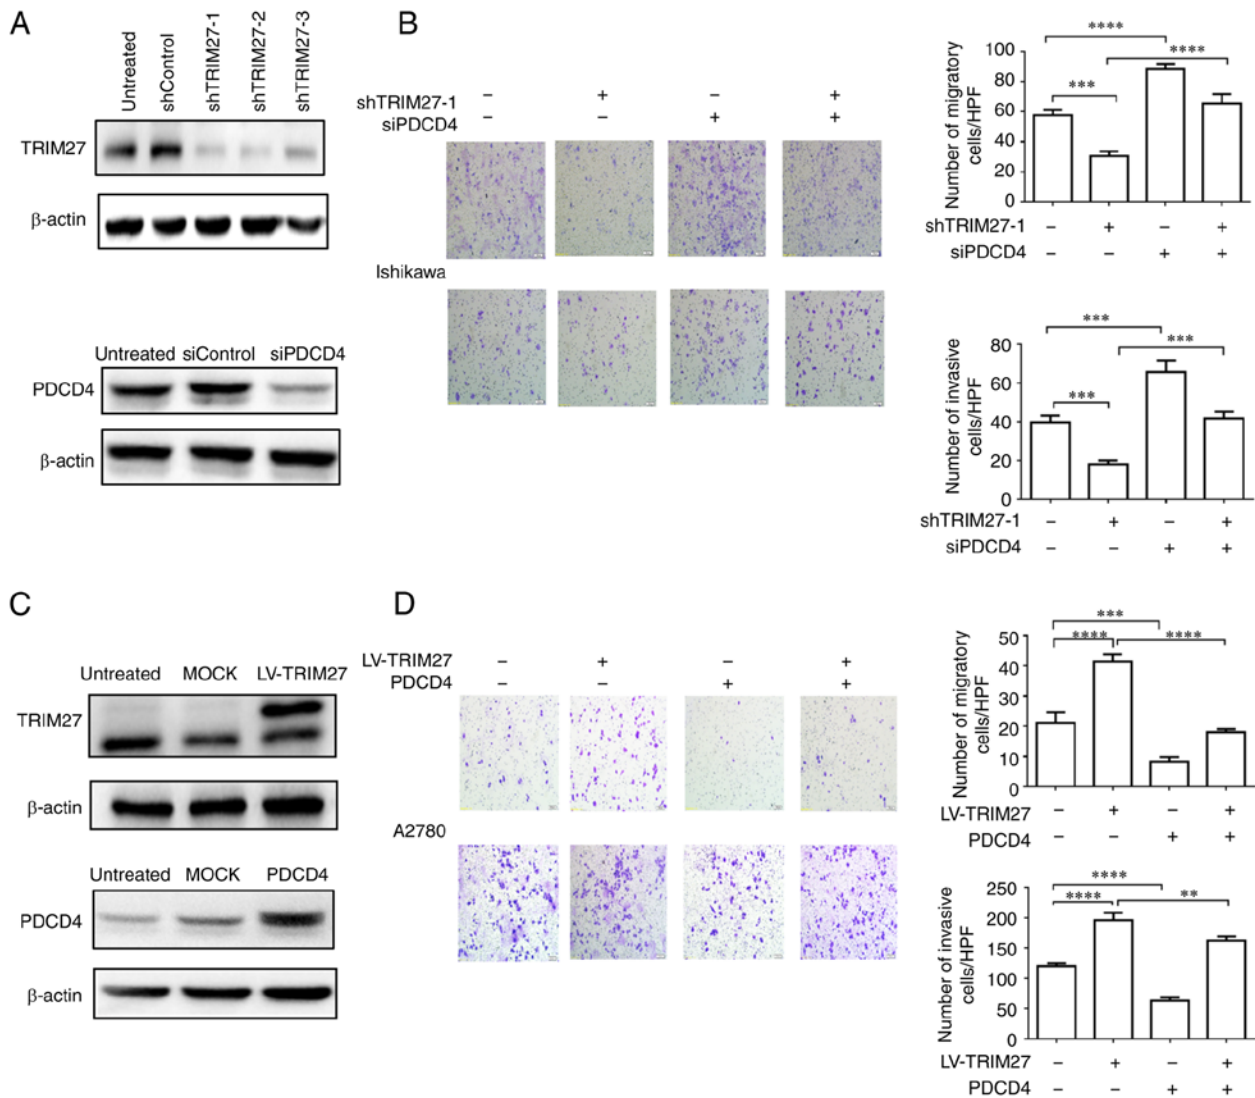 A
Untreated
shControl
shTRIM27-1
shTRIM27-2
shTRIM27-3
TRIM27
β-actin
Untreated siControl siPDCD4
PDCD4
β-actin
B
shTRIM27-1 – + – +
siPDCD4 – – + +
Ishikawa
**** ****
***
Number of migratory
cells/HPF
100
80
60
40
20
0
shTRIM27-1 – + – +
siPDCD4 – – + +
*** ***
***
Number of invasive
cells/HPF
80
60
40
20
0
shTRIM27-1 – + – +
siPDCD4 – – + +
C
Untreated MOCK LV-TRIM27
TRIM27
β-actin
Untreated MOCK PDCD4
PDCD4
β-actin
D
LV-TRIM27 – + – +
PDCD4 – – + +
A2780
***
**** ****
Number of migratory
cells/HPF
50
40
30
20
10
0
LV-TRIM27 – + – +
PDCD4 – – + +
****
**** **
Number of invasive
cells/HPF
250
200
150
100
50
0
LV-TRIM27 – + – +
PDCD4 – – + +